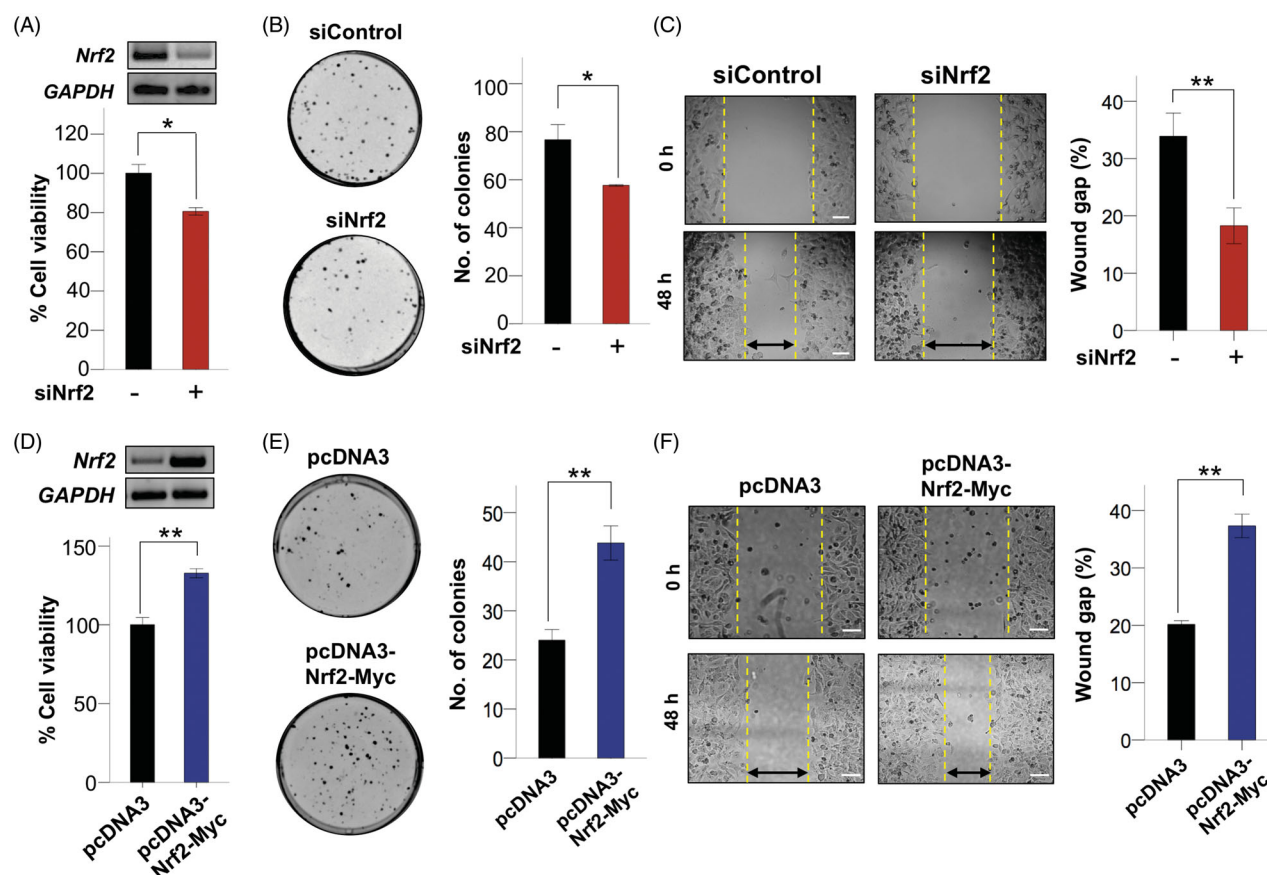 (A)
Nrf2
GAPDH
% Cell viability
120
100
80
60
40
20
0
*
siNrf2
-
+
(B)
siControl
siNrf2
No. of colonies
80
60
40
20
0
*
siNrf2
-
+
(C)
siControl
siNrf2
0 h
48 h
Wound gap (%)
40
30
20
10
0
**
siNrf2
-
+
(D)
Nrf2
GAPDH
% Cell viability
150
100
50
0
**
pcDNA3
pcDNA3-
Nrf2-Myc
(E)
pcDNA3
pcDNA3-
Nrf2-Myc
No. of colonies
50
40
30
20
10
0
**
pcDNA3
pcDNA3-
Nrf2-Myc
(F)
pcDNA3
pcDNA3-
Nrf2-Myc
0 h
48 h
Wound gap (%)
40
30
20
10
0
**
pcDNA3
pcDNA3-
Nrf2-Myc